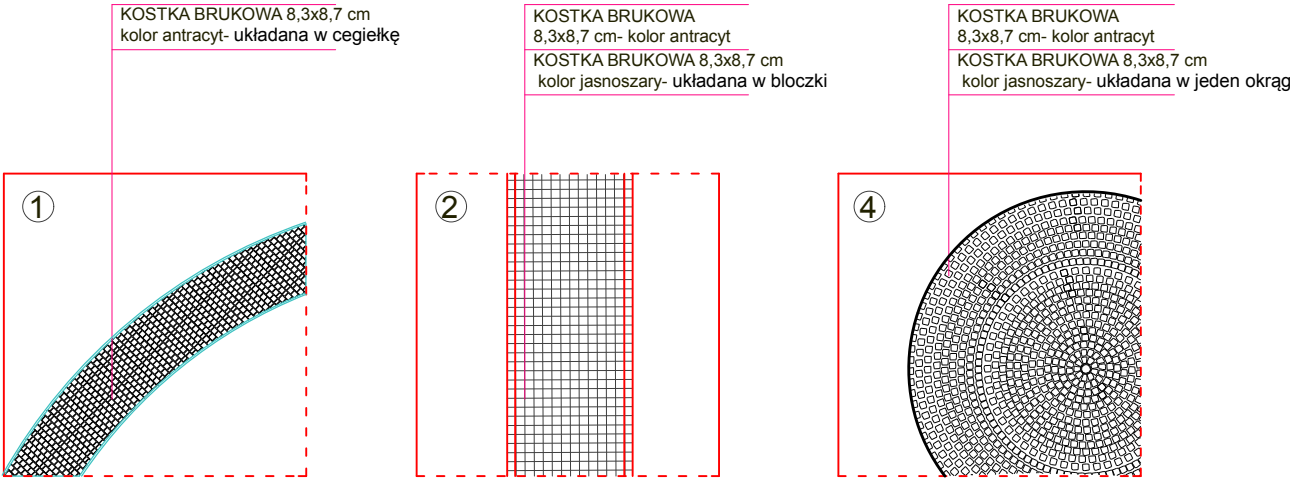 KOSTKA BRUKOWA 8,3x8,7 cm
kolor antracyt- układana w cegiełkę
KOSTKA BRUKOWA
8,3x8,7 cm- kolor antracyt
KOSTKA BRUKOWA 8,3x8,7 cm
kolor jasnoszary- układana w bloczki
KOSTKA BRUKOWA
8,3x8,7 cm- kolor antracyt
KOSTKA BRUKOWA 8,3x8,7 cm
kolor jasnoszary- układana w jeden okrąg
1
2
4